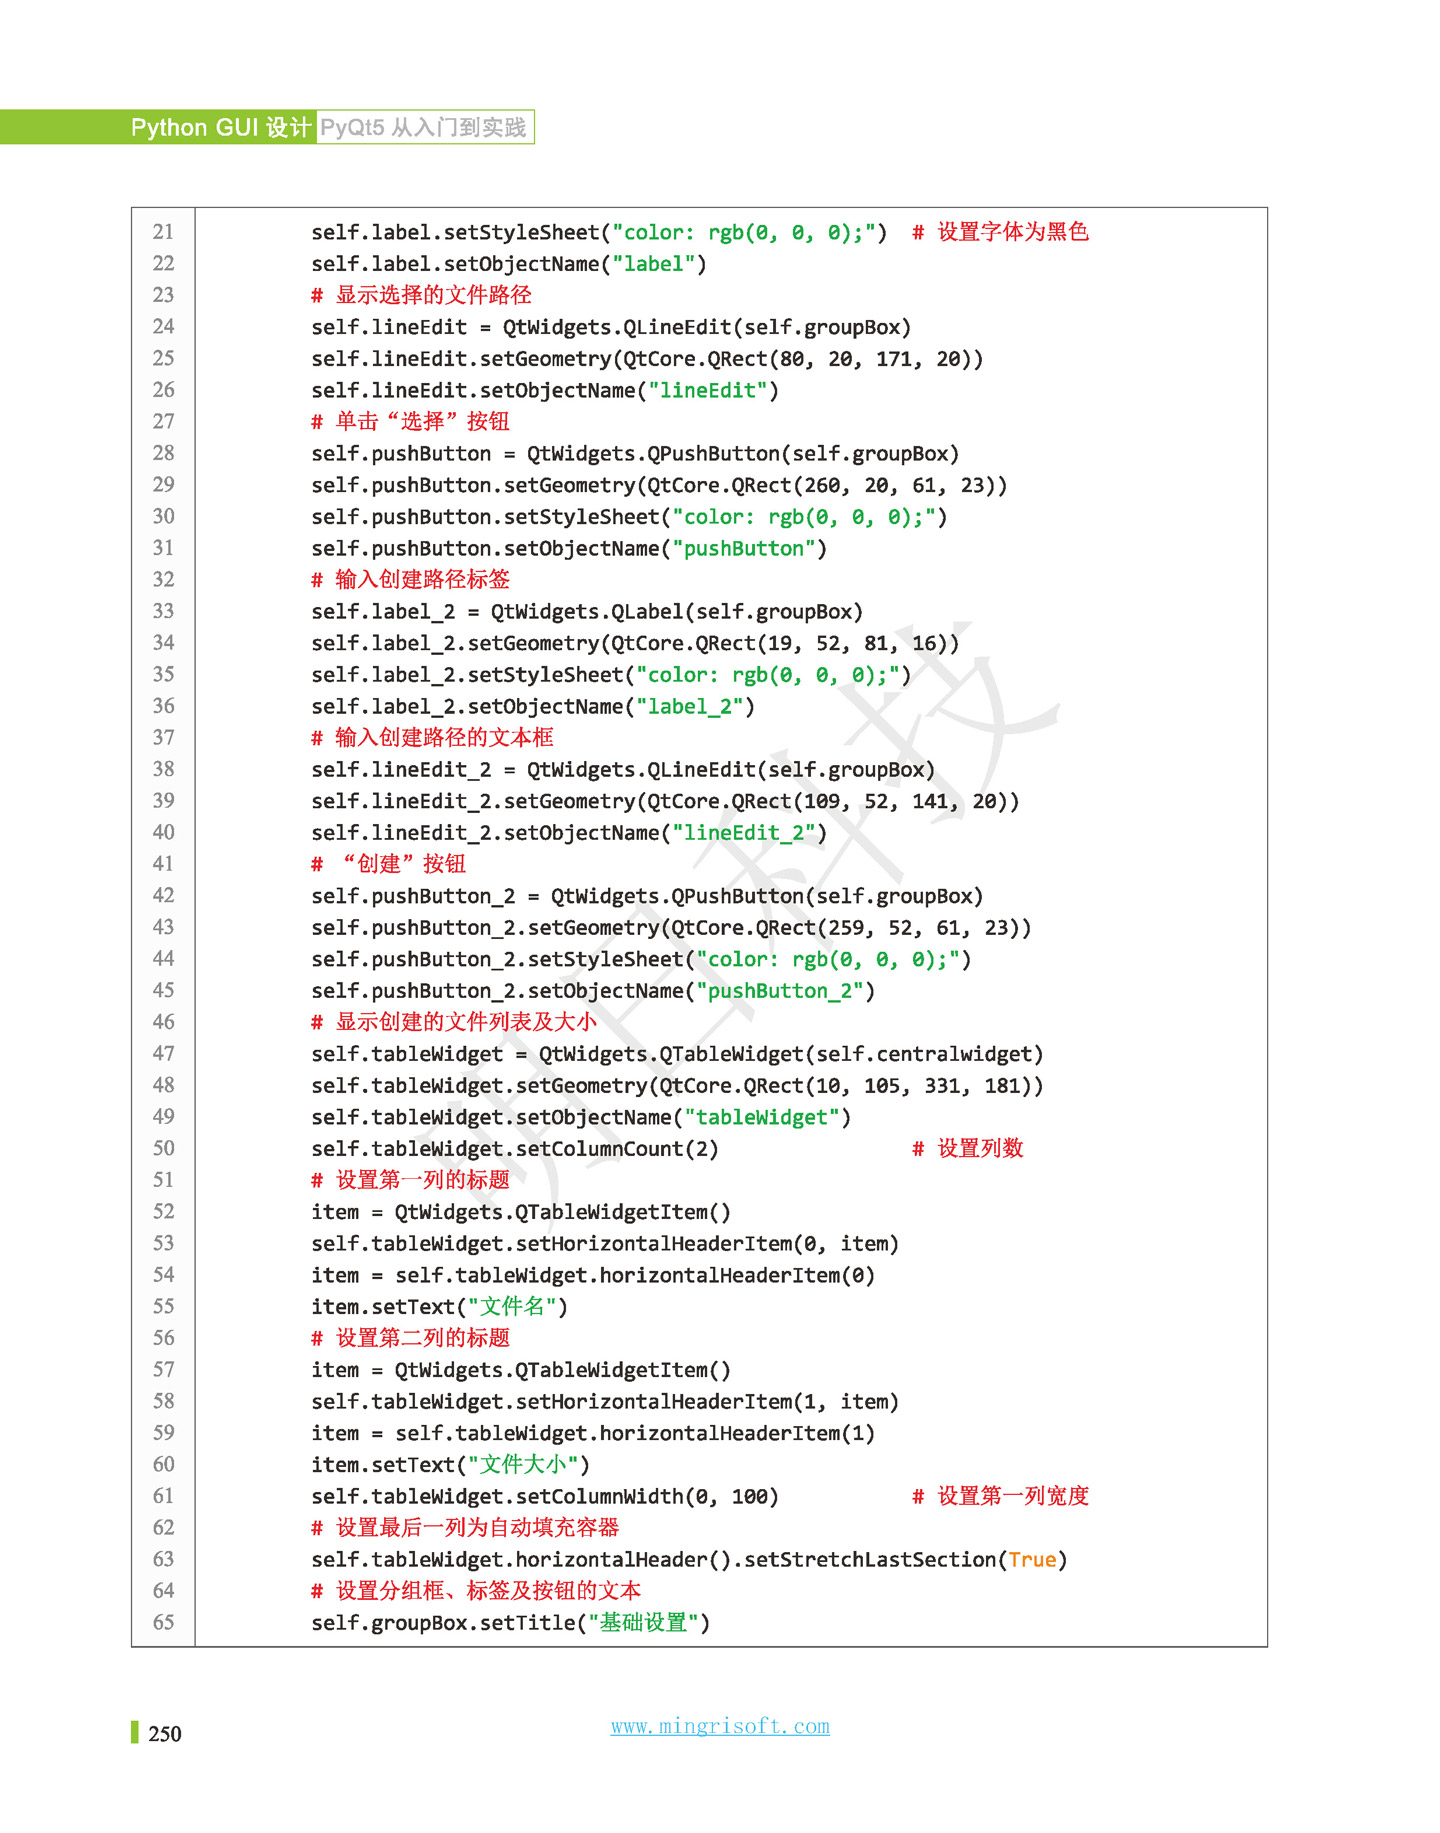 Python GUI 设计 PyQt5 从入门到实践
21 self.label.setStyleSheet("color: rgb(0, 0, 0);") # 设置字体为黑色
22 self.label.setObjectName("label")
23 # 显示选择的文件路径
24 self.lineEdit = QtWidgets.QLineEdit(self.groupBox)
25 self.lineEdit.setGeometry(QtCore.QRect(80, 20, 171, 20))
26 self.lineEdit.setObjectName("lineEdit")
27 # 单击“选择”按钮
28 self.pushButton = QtWidgets.QPushButton(self.groupBox)
29 self.pushButton.setGeometry(QtCore.QRect(260, 20, 61, 23))
30 self.pushButton.setStyleSheet("color: rgb(0, 0, 0);")
31 self.pushButton.setObjectName("pushButton")
32 # 输入创建路径标签
33 self.label_2 = QtWidgets.QLabel(self.groupBox)
34 self.label_2.setGeometry(QtCore.QRect(19, 52, 81, 16))
35 self.label_2.setStyleSheet("color: rgb(0, 0, 0);")
36 self.label_2.setObjectName("label_2")
37 # 输入创建路径的文本框
38 self.lineEdit_2 = QtWidgets.QLineEdit(self.groupBox)
39 self.lineEdit_2.setGeometry(QtCore.QRect(109, 52, 141, 20))
40 self.lineEdit_2.setObjectName("lineEdit_2")
41 # “创建”按钮
42 self.pushButton_2 = QtWidgets.QPushButton(self.groupBox)
43 self.pushButton_2.setGeometry(QtCore.QRect(259, 52, 61, 23))
44 self.pushButton_2.setStyleSheet("color: rgb(0, 0, 0);")
45 self.pushButton_2.setObjectName("pushButton_2")
46 # 显示创建的文件列表及大小
47 self.tableWidget = QtWidgets.QTableWidget(self.centralwidget)
48 self.tableWidget.setGeometry(QtCore.QRect(10, 105, 331, 181))
49 self.tableWidget.setObjectName("tableWidget")
50 self.tableWidget.setColumnCount(2) # 设置列数
51 # 设置第一列的标题
52 item = QtWidgets.QTableWidgetItem()
53 self.tableWidget.setHorizontalHeaderItem(0, item)
54 item = self.tableWidget.horizontalHeaderItem(0)
55 item.setText("文件名")
56 # 设置第二列的标题
57 item = QtWidgets.QTableWidgetItem()
58 self.tableWidget.setHorizontalHeaderItem(1, item)
59 item = self.tableWidget.horizontalHeaderItem(1)
60 item.setText("文件大小")
61 self.tableWidget.setColumnWidth(0, 100) # 设置第一列宽度
62 # 设置最后一列为自动填充容器
63 self.tableWidget.horizontalHeader().setStretchLastSection(True)
64 # 设置分组框、标签及按钮的文本
65 self.groupBox.setTitle("基础设置")
明日科技
250
www.mingrisoft.com